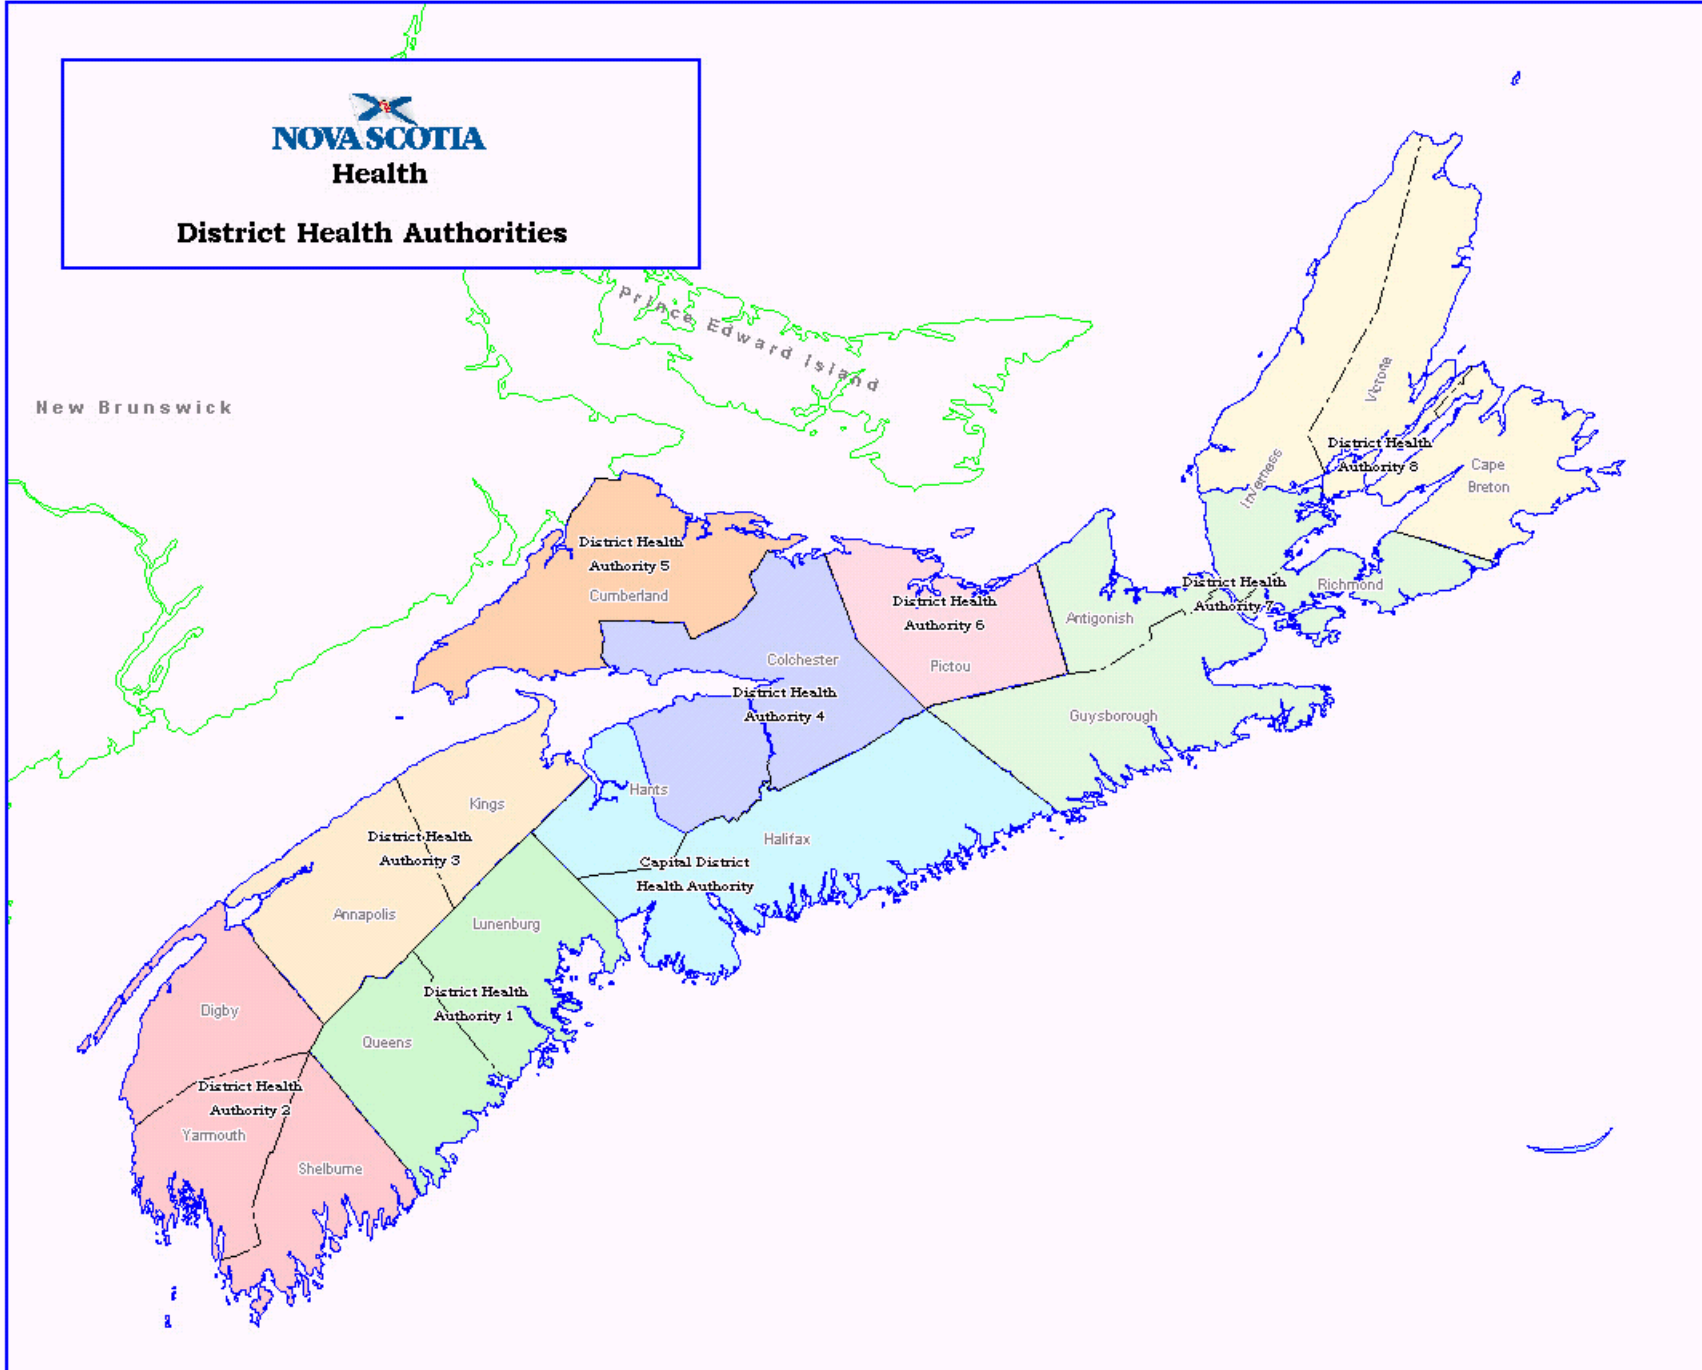 NOVA SCOTIA
Health
District Health Authorities
Prince Edward Island
New Brunswick
Victoria
District Health
Authority 8
Inverness
Cape
Breton
District Health
Authority 5
Cumberland
District Health
Authority 6
Pictou
Antigonish
District Health
Authority 7
Richmond
Colchester
District Health
Authority 4
Guysborough
Kings
Hants
District Health
Authority 3
Halifax
Capital District
Health Authority
Annapolis
Lunenburg
District Health
Authority 1
Digby
Queens
District Health
Authority 2
Yarmouth
Shelburne